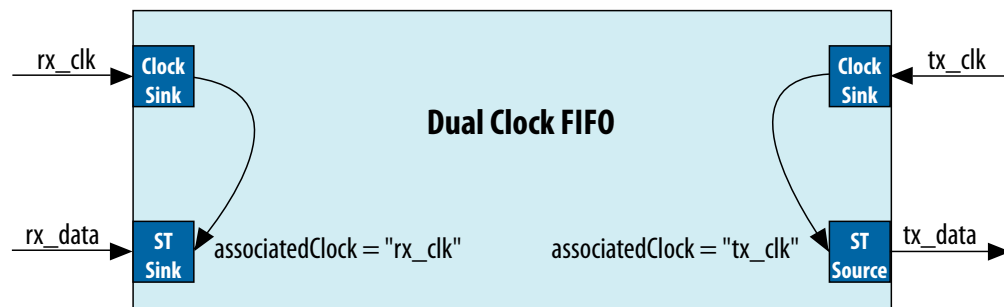 rx_clk
Clock
Sink
Clock
Sink
tx_clk
Dual Clock FIFO
rx_data
ST
Sink
associatedClock = "rx_clk"
associatedClock = "tx_clk"
ST
Source
tx_data